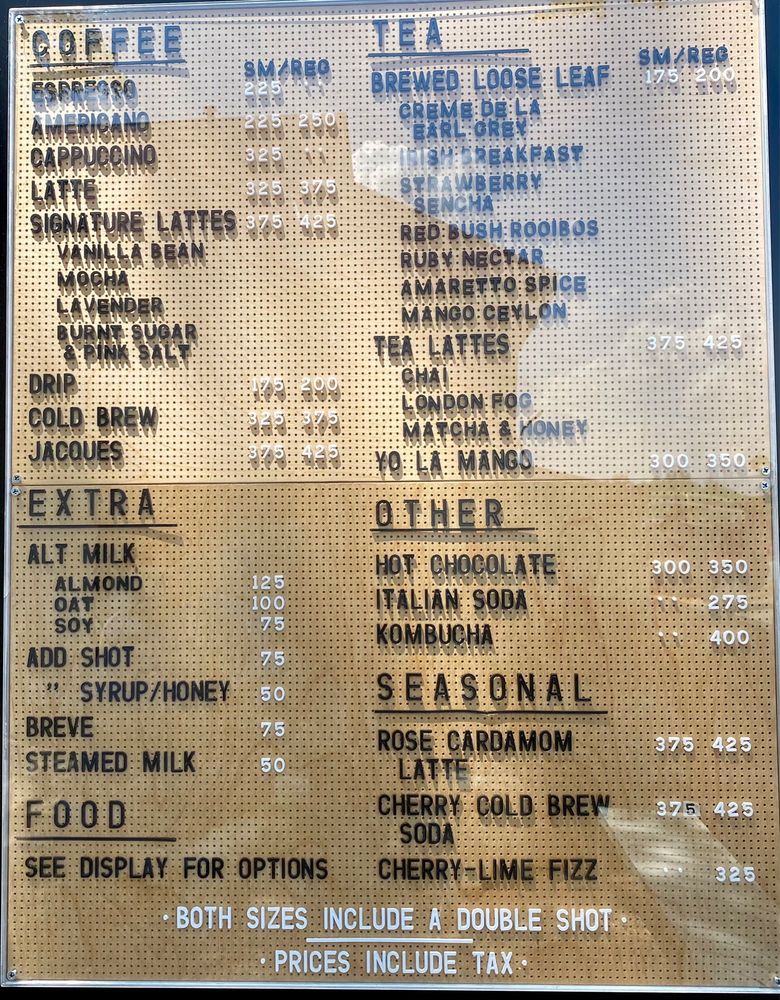 COFFEE
SM/REG
ESPRESSO 225 ''
AMERICANO 225 250
CAPPUCCINO 325 ''
LATTE 325 375
SIGNATURE LATTES 375 425
VANILLA BEAN
MOCHA
LAVENDER
BURNT SUGAR
& PINK SALT
DRIP 175 200
COLD BREW 325 375
JACQUES 375 425
EXTRA
ALT MILK
ALMOND 125
OAT 100
SOY 75
ADD SHOT 75
" SYRUP/HONEY 50
BREVE 75
STEAMED MILK 50
FOOD
SEE DISPLAY FOR OPTIONS
TEA
SM/REG
BREWED LOOSE LEAF 175 200
CREME DE LA
EARL GREY
IRISH BREAKFAST
STRAWBERRY
SENCHA
RED BUSH ROOIBOS
RUBY NECTAR
AMARETTO SPICE
MANGO CEYLON
TEA LATTES 375 425
CHAI
LONDON FOG
MATCHA & HONEY
YO LA MANGO 300 350
OTHER
HOT CHOCOLATE 300 350
ITALIAN SODA '' 275
KOMBUCHA '' 400
SEASONAL
ROSE CARDAMOM 375 425
LATTE
CHERRY COLD BREW 375 425
SODA
CHERRY-LIME FIZZ '' 325
·BOTH SIZES INCLUDE A DOUBLE SHOT·
·PRICES INCLUDE TAX·